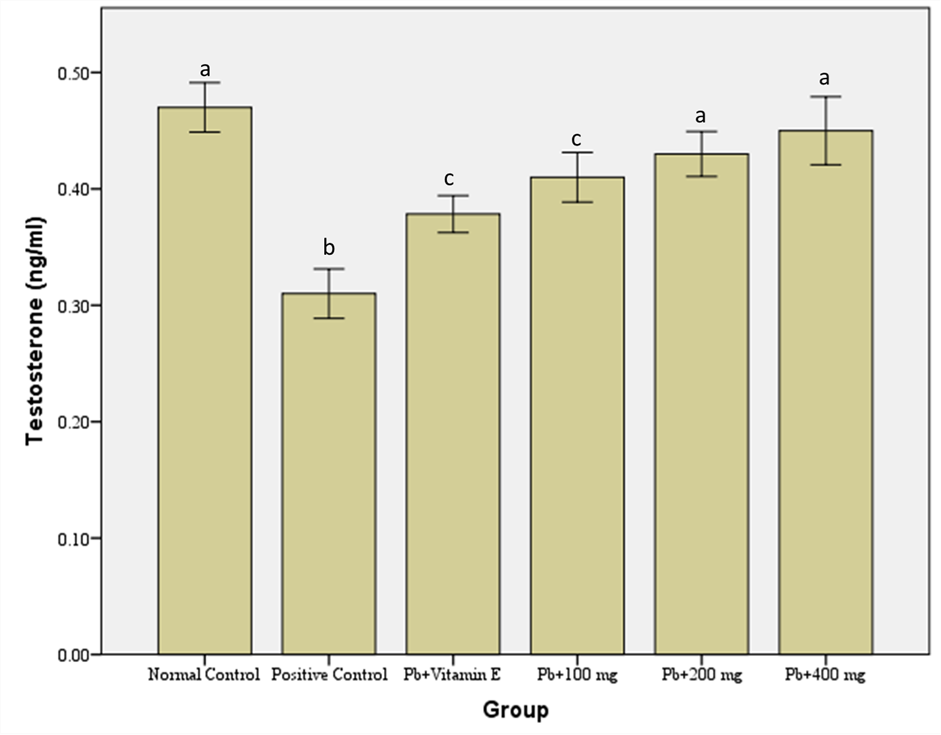 Testosterone (ng/ml)
0.50
0.40
0.30
0.20
0.10
0.00
a
b
c
c
a
a
Normal Control
Positive Control
Pb+Vitamin E
Pb+100 mg
Pb+200 mg
Pb+400 mg
Group